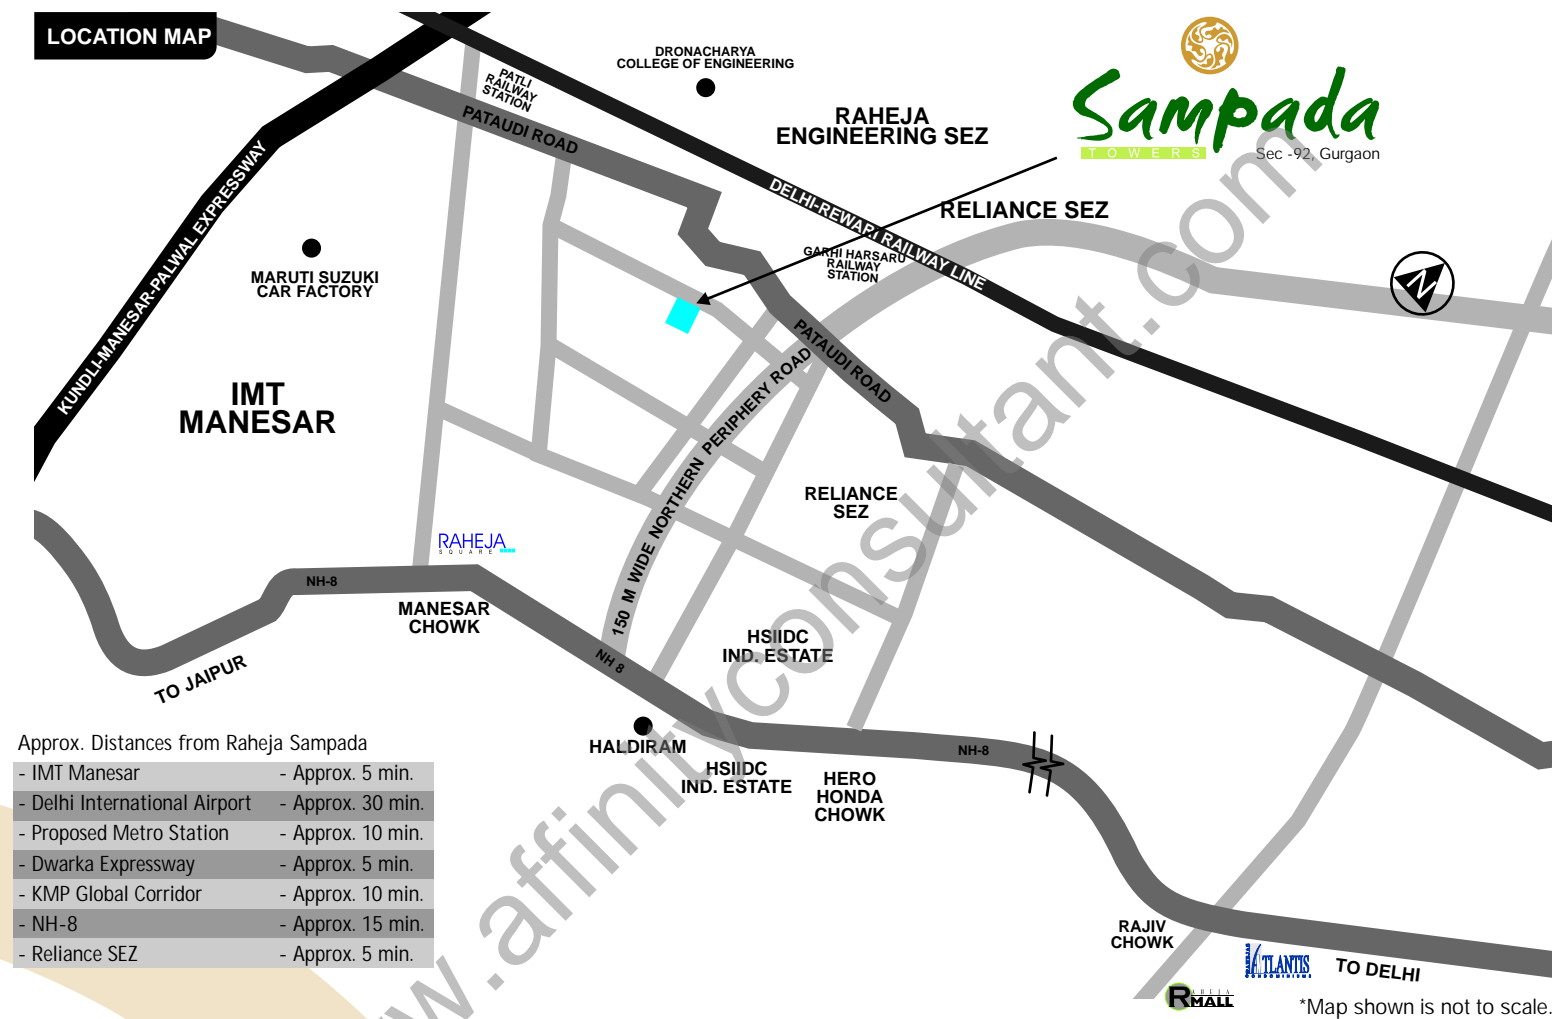 LOCATION MAP
DRONACHARYA
COLLEGE OF ENGINEERING
PATLI
RAILWAY
STATION
PATAUDI ROAD
RAHEJA
ENGINEERING SEZ
Sampada
TOWERS
Sec -92, Gurgaon
KUNDLI-MANESAR-PALWAL EXPRESSWAY
DELHI-REWARI RAILWAY LINE
RELIANCE SEZ
GARHI HARSARU
RAILWAY
STATION
MARUTI SUZUKI
CAR FACTORY
N
PATAUDI ROAD
IMT
MANESAR
150 M WIDE NORTHERN PERIPHERY ROAD
RELIANCE
SEZ
RAHEJA
SQUARE
NH-8
MANESAR
CHOWK
NH 8
HSIIDC
IND. ESTATE
TO JAIPUR
HALDIRAM
HSIIDC
IND. ESTATE
HERO
HONDA
CHOWK
NH-8
Approx. Distances from Raheja Sampada
- IMT Manesar - Approx. 5 min.
- Delhi International Airport - Approx. 30 min.
- Proposed Metro Station - Approx. 10 min.
- Dwarka Expressway - Approx. 5 min.
- KMP Global Corridor - Approx. 10 min.
- NH-8 - Approx. 15 min.
- Reliance SEZ - Approx. 5 min.
RAJIV
CHOWK
ATLANTIS
CONDOMINIUMS
TO DELHI
RAHEJA
MALL
*Map shown is not to scale.
w.affinityconsultant.com